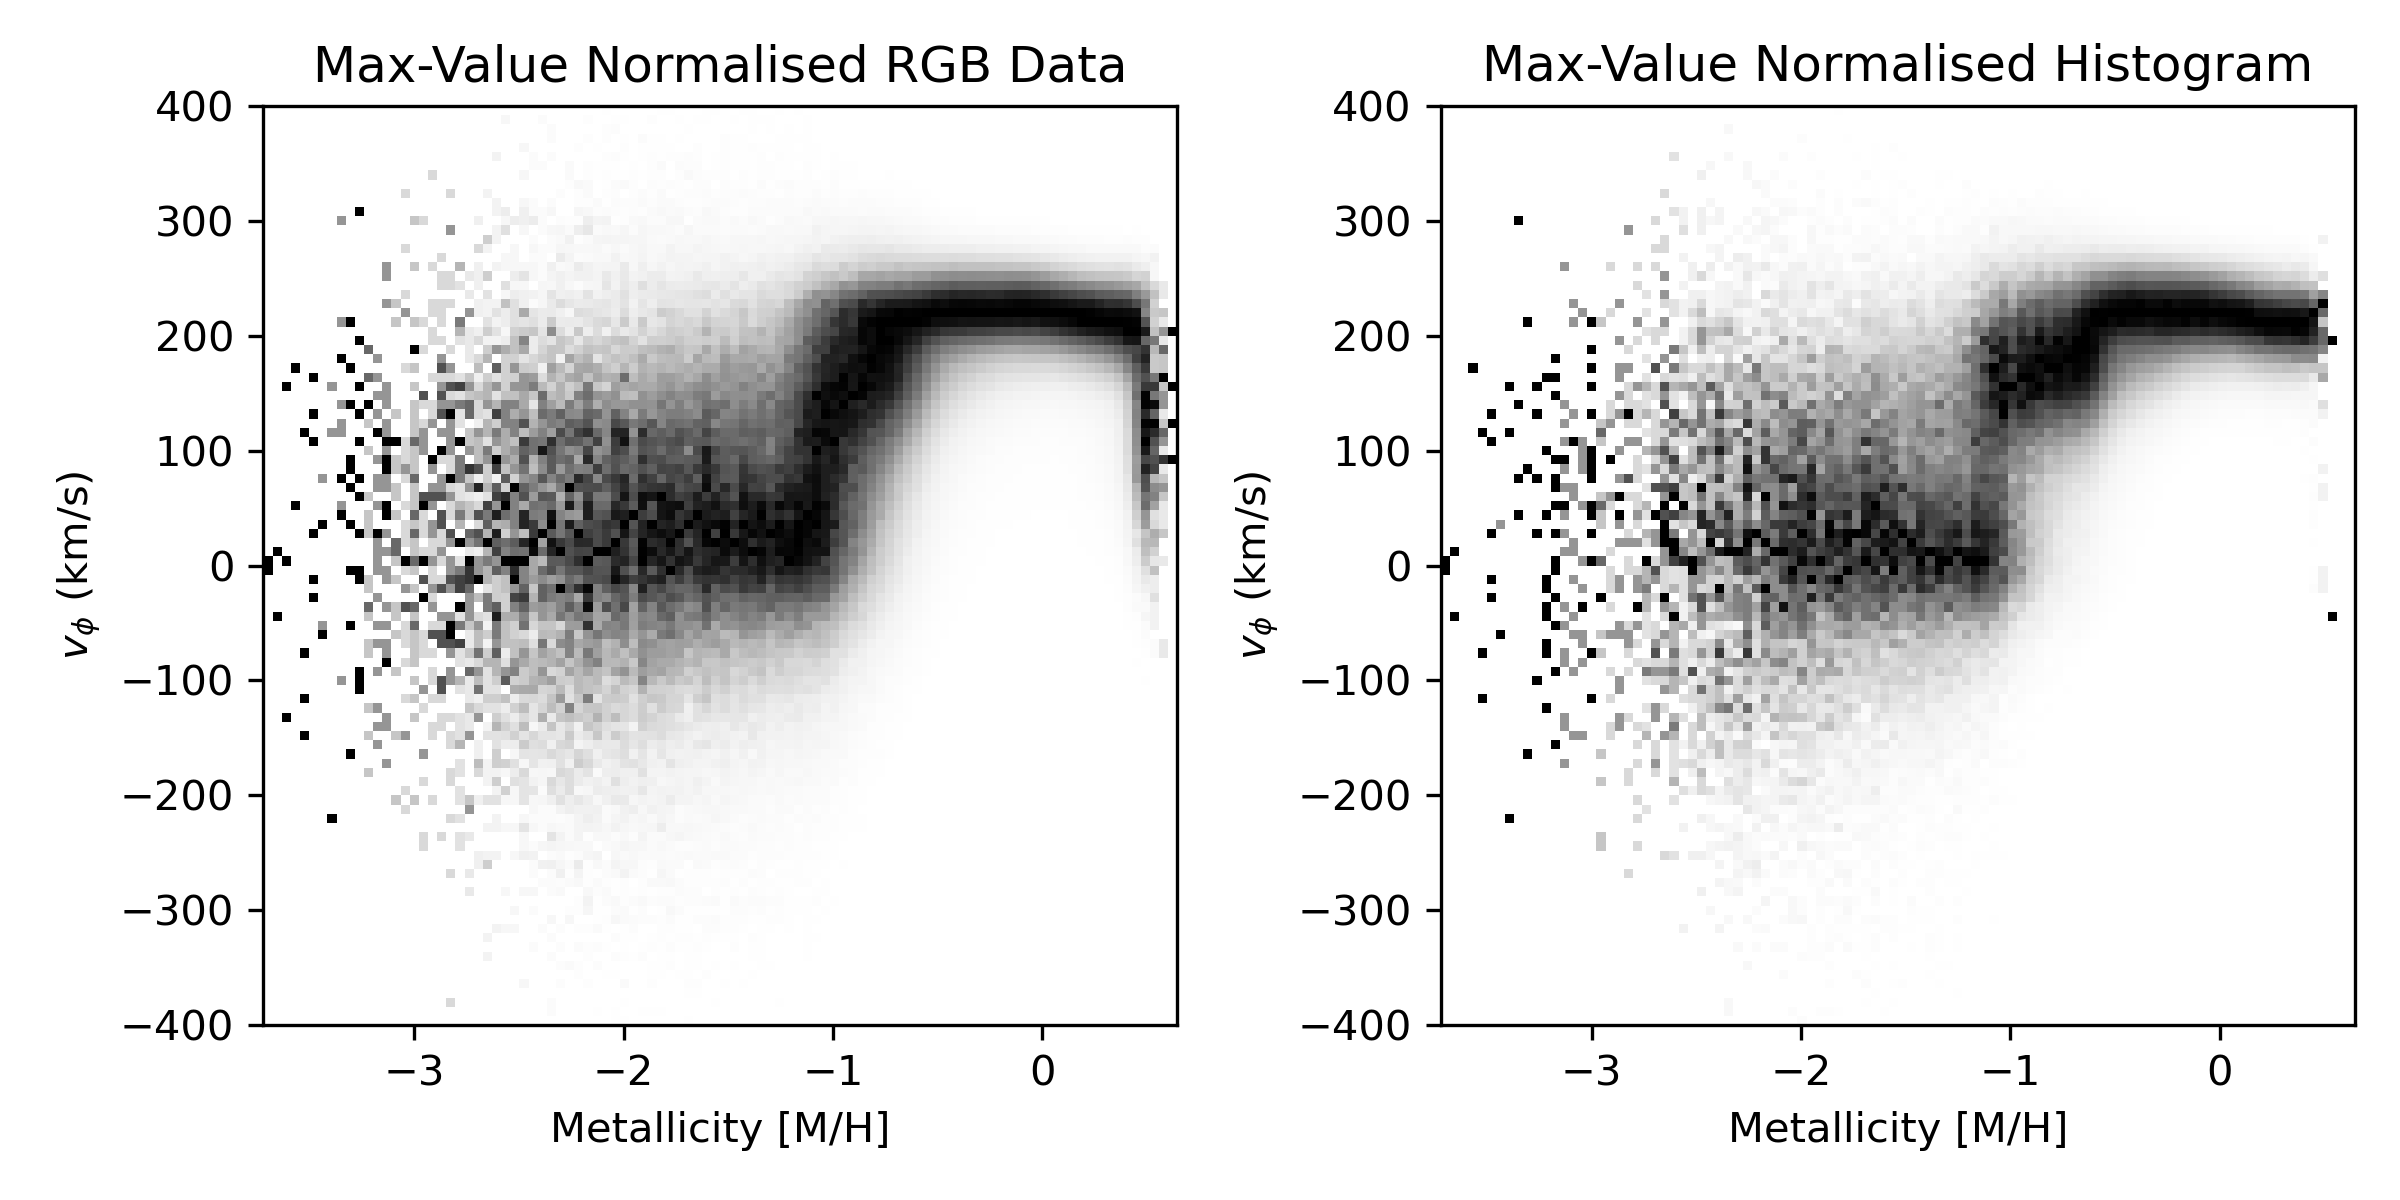 Max-Value Normalised RGB Data
400
300
200
100
0
−100
−200
−300
−400
vϕ (km/s)
−3 −2 −1 0
Metallicity [M/H]
Max-Value Normalised Histogram
400
300
200
100
0
−100
−200
−300
−400
vϕ (km/s)
−3 −2 −1 0
Metallicity [M/H]